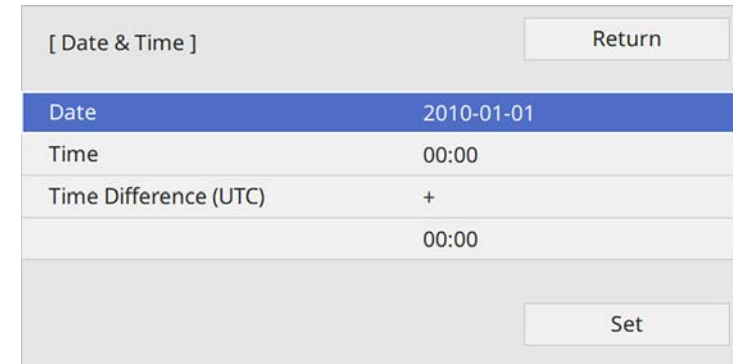 [ Date & Time ] Return
Date 2010-01-01
Time 00:00
Time Difference (UTC) +
00:00
Set